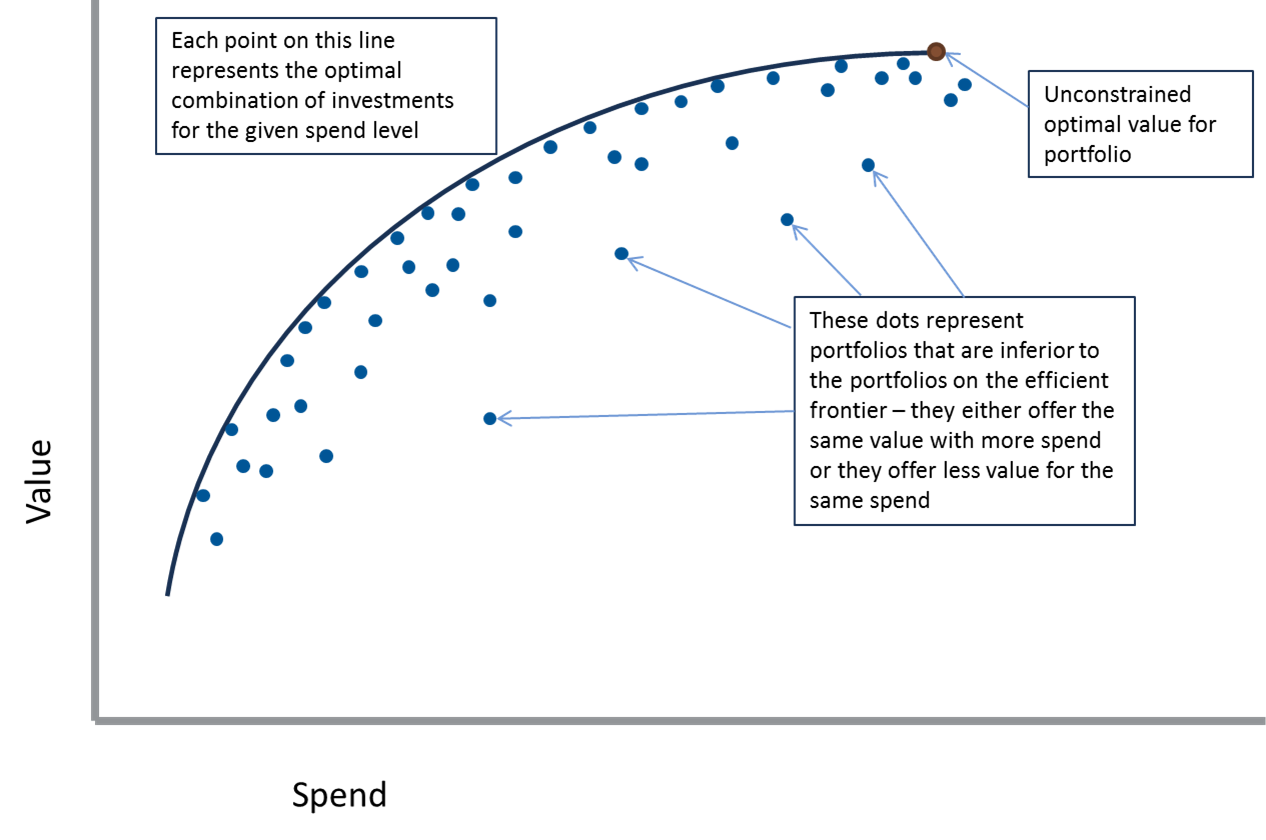 Each point on this line
represents the optimal
combination of investments
for the given spend level
Unconstrained
optimal value for
portfolio
These dots represent
portfolios that are inferior to
the portfolios on the efficient
frontier – they either offer the
same value with more spend
or they offer less value for the
same spend
Value
Spend